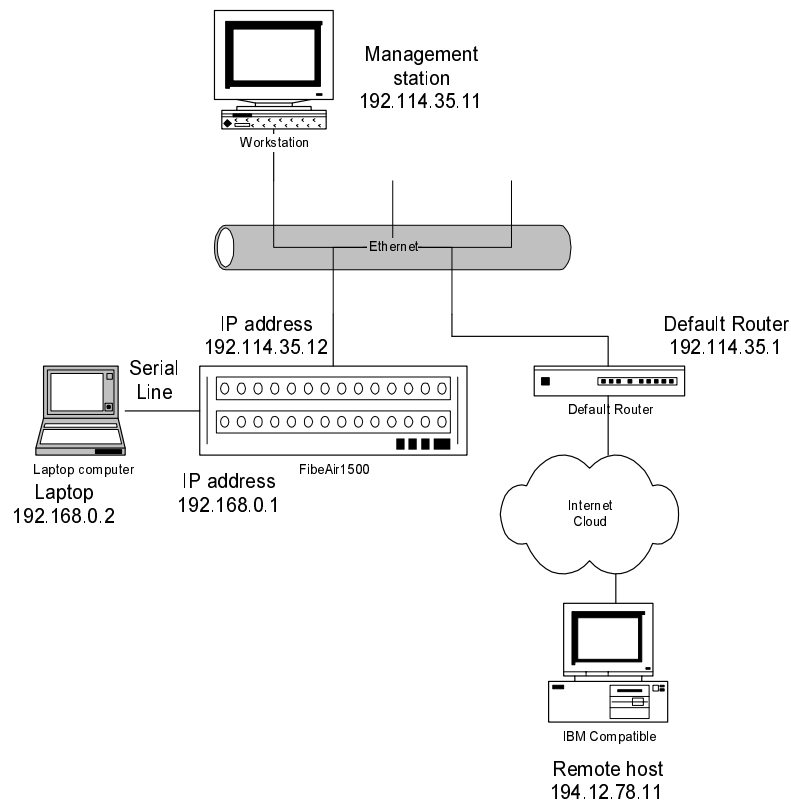 Management
station
192.114.35.11
Workstation
Ethernet
IP address
192.114.35.12
Default Router
192.114.35.1
Serial
Line
Default Router
Laptop computer
FibeAir1500
Laptop
192.168.0.2
IP address
192.168.0.1
Internet
Cloud
IBM Compatible
Remote host
194.12.78.11